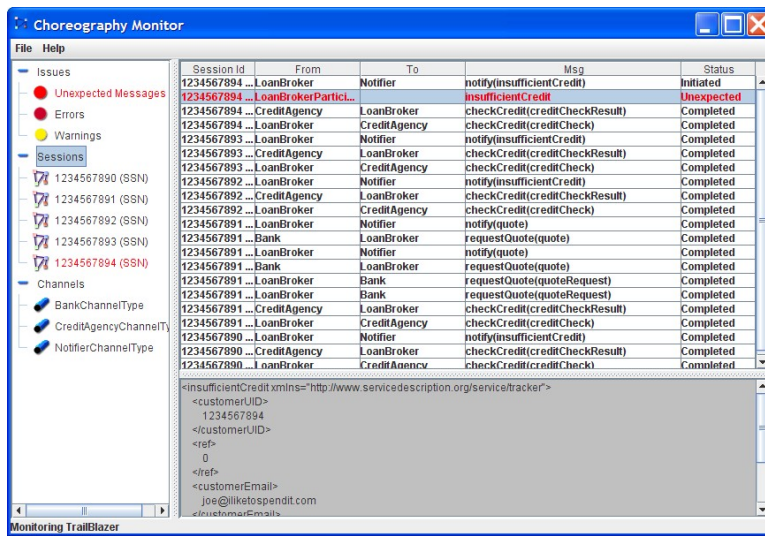 Choreography Monitor
File Help
Issues
Unexpected Messages
Errors
Warnings
Sessions
1234567890 (SSN)
1234567891 (SSN)
1234567892 (SSN)
1234567893 (SSN)
1234567894 (SSN)
Channels
BankChannelType
CreditAgencyChannelTy
NotifierChannelType
Session Id From To Msg Status
1234567894 ... LoanBroker Notifier notify(insufficientCredit) Initiated
1234567894 ... LoanBrokerPartici... insufficientCredit Unexpected
1234567894 ... CreditAgency LoanBroker checkCredit(creditCheckResult) Completed
1234567894 ... LoanBroker CreditAgency checkCredit(creditCheck) Completed
1234567893 ... LoanBroker Notifier notify(insufficientCredit) Completed
1234567893 ... CreditAgency LoanBroker checkCredit(creditCheckResult) Completed
1234567893 ... LoanBroker CreditAgency checkCredit(creditCheck) Completed
1234567892 ... LoanBroker Notifier notify(insufficientCredit) Completed
1234567892 ... CreditAgency LoanBroker checkCredit(creditCheckResult) Completed
1234567892 ... LoanBroker CreditAgency checkCredit(creditCheck) Completed
1234567891 ... LoanBroker Notifier notify(quote) Completed
1234567891 ... Bank LoanBroker requestQuote(quote) Completed
1234567891 ... LoanBroker Notifier notify(quote) Completed
1234567891 ... Bank LoanBroker requestQuote(quote) Completed
1234567891 ... LoanBroker Bank requestQuote(quoteRequest) Completed
1234567891 ... LoanBroker Bank requestQuote(quoteRequest) Completed
1234567891 ... CreditAgency LoanBroker checkCredit(creditCheckResult) Completed
1234567891 ... LoanBroker CreditAgency checkCredit(creditCheck) Completed
1234567890 ... LoanBroker Notifier notify(insufficientCredit) Completed
1234567890 ... CreditAgency LoanBroker checkCredit(creditCheckResult) Completed
1234567890 ... LoanBroker CreditAgency checkCredit(creditCheck) Completed
<insufficientCredit xmlns="http://www.servicedescription.org/service/tracker">
<customerUID>
1234567894
</customerUID>
<ref>
0
</ref>
<customerEmail>
joe@iliketospendit.com
</customerEmail>
Monitoring TrailBlazer